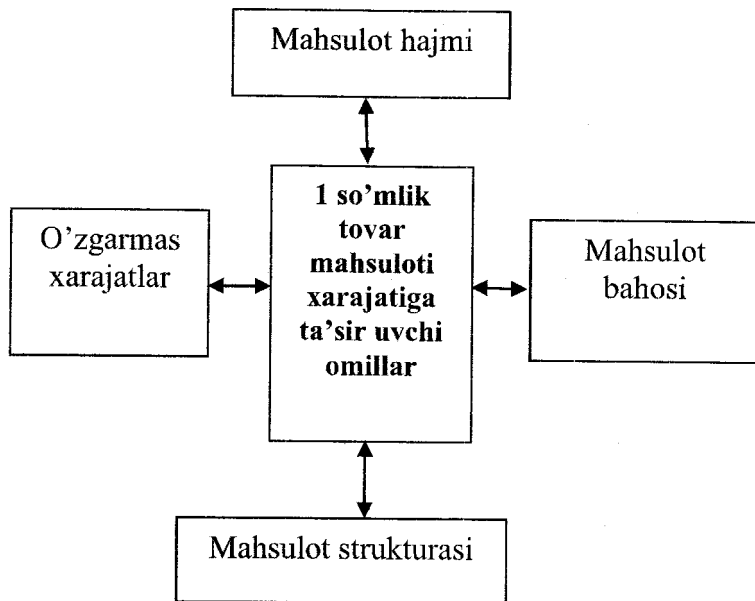 Mahsulot hajmi
O’zgarmas
xarajatlar
1 so’mlik
tovar
mahsuloti
xarajatiga
ta’sir uvchi
omillar
Mahsulot
bahosi
Mahsulot strukturasi